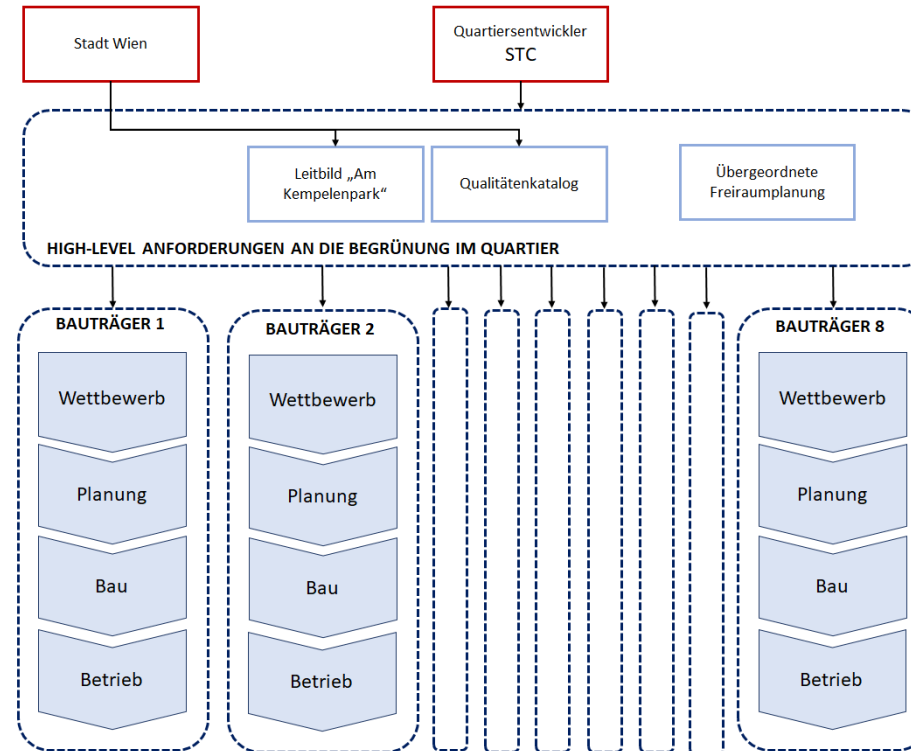 Stadt Wien
Quartiersentwickler
STC
Leitbild „Am
Kempelenpark“
Qualitätenkatalog
Übergeordnete
Freiraumplanung
HIGH-LEVEL ANFORDERUNGEN AN DIE BEGRÜNUNG IM QUARTIER
BAUTRÄGER 1
Wettbewerb
Planung
Bau
Betrieb
BAUTRÄGER 2
Wettbewerb
Planung
Bau
Betrieb
BAUTRÄGER 8
Wettbewerb
Planung
Bau
Betrieb